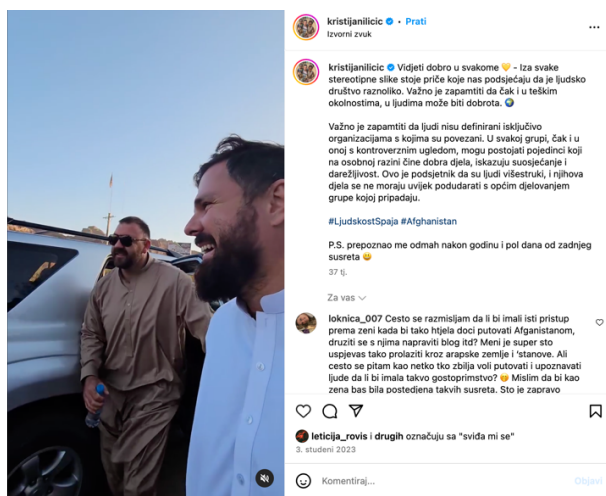 kristijanilicic • Prati
Izvorni zvuk
kristijanilicic Vidjeti dobro u svakome 💛 - Iza svake
stereotipne slike stoje priče koje nas podsjećaju da je ljudsko
društvo raznoliko. Važno je zapamtiti da čak i u teškim
okolnostima, u ljudima može biti dobrota. 🌍
Važno je zapamtiti da ljudi nisu definirani isključivo
organizacijama s kojima su povezani. U svakoj grupi, čak i u
onoj s kontroverznim ugledom, mogu postojati pojedinci koji
na osobnoj razini čine dobra djela, iskazuju suosjećanje i
darežljivost. Ovo je podsjetnik da su ljudi višestruki, i njihova
djela se ne moraju uvijek podudarati s općim djelovanjem
grupe kojoj pripadaju.
#LjudskostSpaja #Afghanistan
P.S. prepoznao me odmah nakon godinu i pol dana od zadnjeg
susreta 😀
37 tj.
Za vas
loknica_007 Cesto se razmisljam da li bi imali isti pristup
prema zeni kada bi tako htjela doci putovati Afganistanom,
druziti se s njima napraviti blog itd? Meni je super sto
uspjevas tako prolaziti kroz arapske zemlje i 'stanove. Ali
cesto se pitam kao netko tko zbilja voli putovati i upoznavati
ljude da li bi imala takvo gostoprimstvo? 🤔 Mislim da bi kao
zena bas bila postedjena takvih susreta. Sto je zapravo
leticija_rovis i drugih označuju sa "sviđa mi se"
3. studeni 2023
Komentiraj...
Objavi